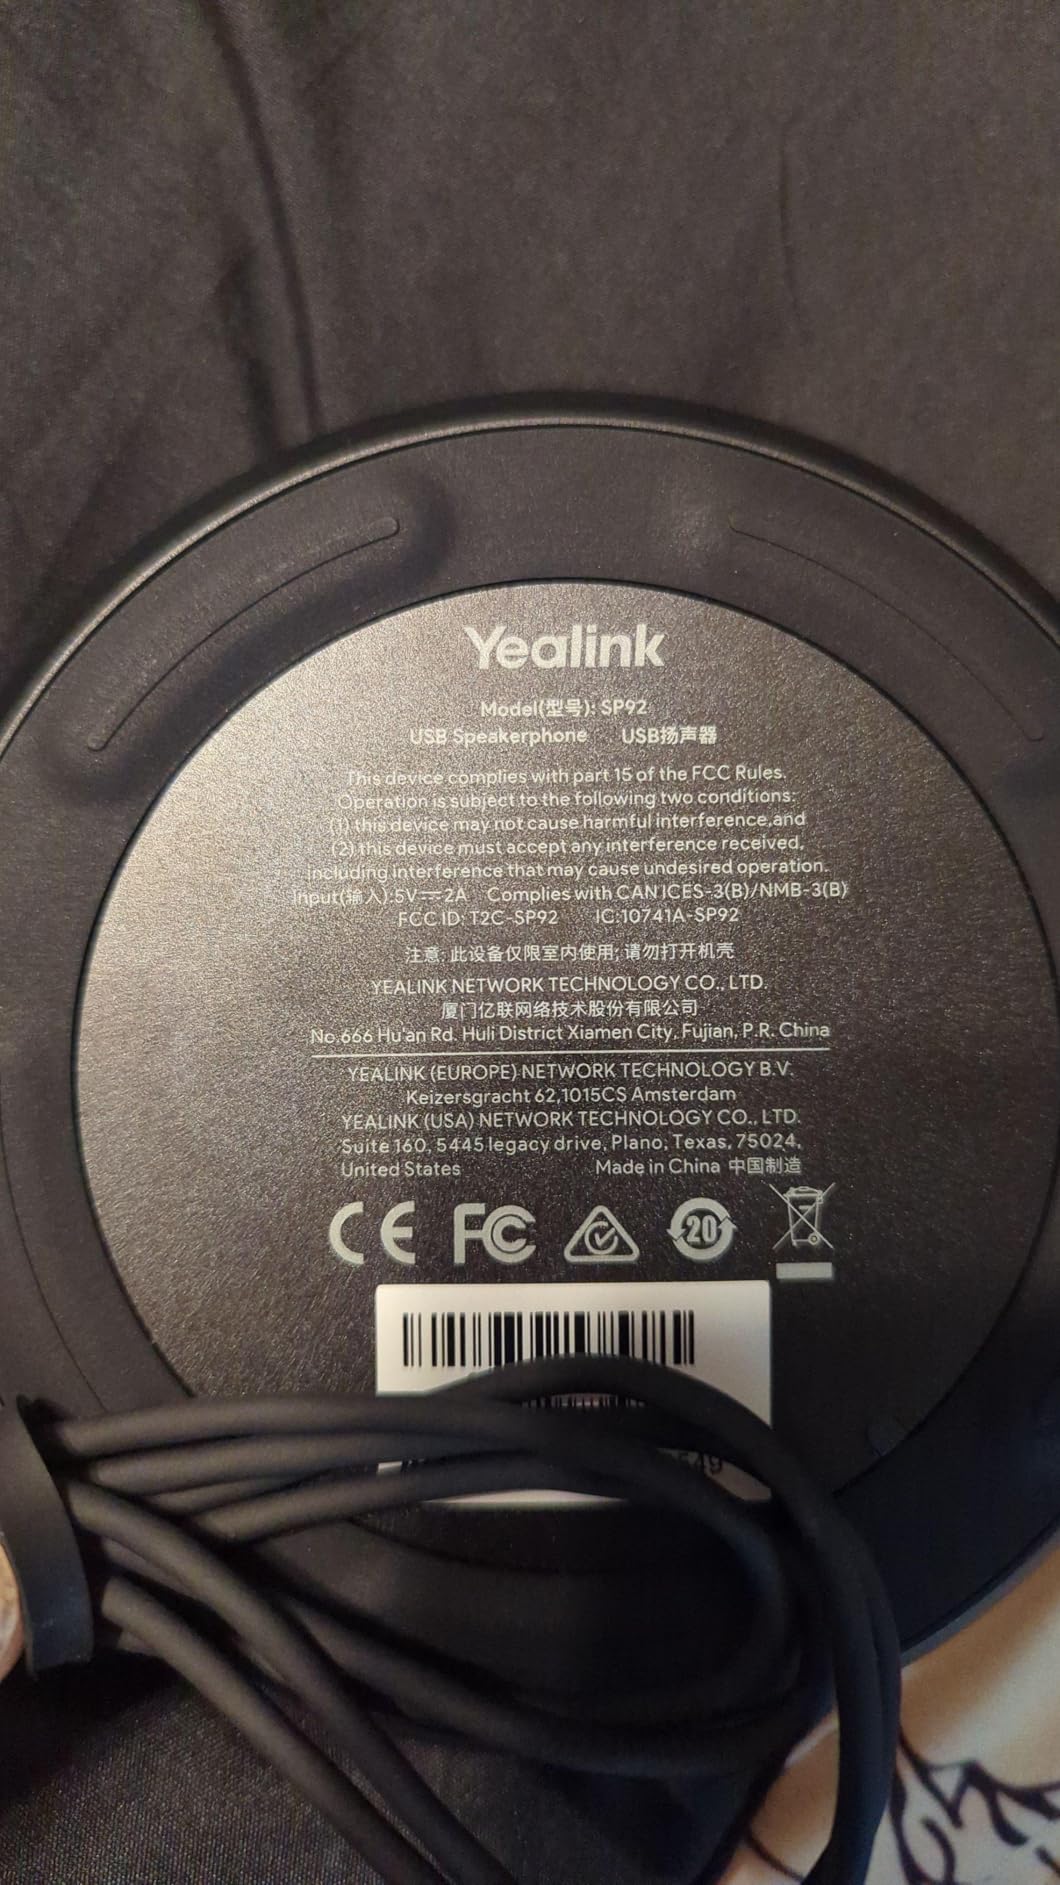 Yealink
Model(型号): SP92
USB Speakerphone USB扬声器
This device complies with part 15 of the FCC Rules.
Operation is subject to the following two conditions:
(1) this device may not cause harmful interference,and
(2) this device must accept any interference received,
including interference that may cause undesired operation.
Input(输入):5V⎓2A Complies with CAN ICES-3(B)/NMB-3(B)
FCC ID: T2C-SP92 IC:10741A-SP92
注意: 此设备仅限室内使用; 请勿打开机壳
YEALINK NETWORK TECHNOLOGY CO., LTD.
厦门亿联网络技术股份有限公司
No.666 Hu'an Rd. Huli District Xiamen City, Fujian, P.R. China
YEALINK (EUROPE) NETWORK TECHNOLOGY B.V.
Keizersgracht 62,1015CS Amsterdam
YEALINK (USA) NETWORK TECHNOLOGY CO., LTD.
Suite 160, 5445 legacy drive, Plano, Texas, 75024,
United States Made in China 中国制造
CE FC 20